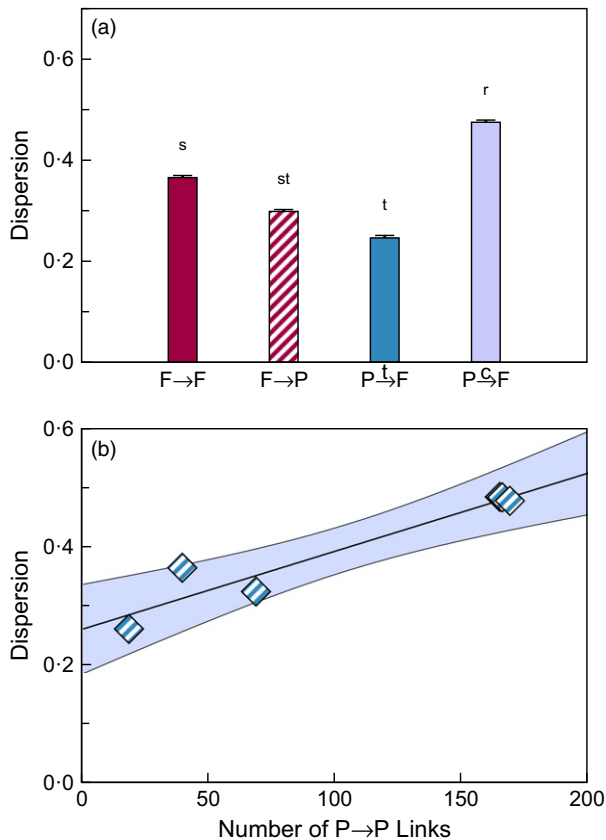 (a)
0·6
0·4
0·2
0·0
Dispersion
s
st
t
r
F→F
F→P
P→F
t
P→F
c
(b)
0·6
0·4
0·2
0·0
Dispersion
0
50
100
150
200
Number of P→P Links